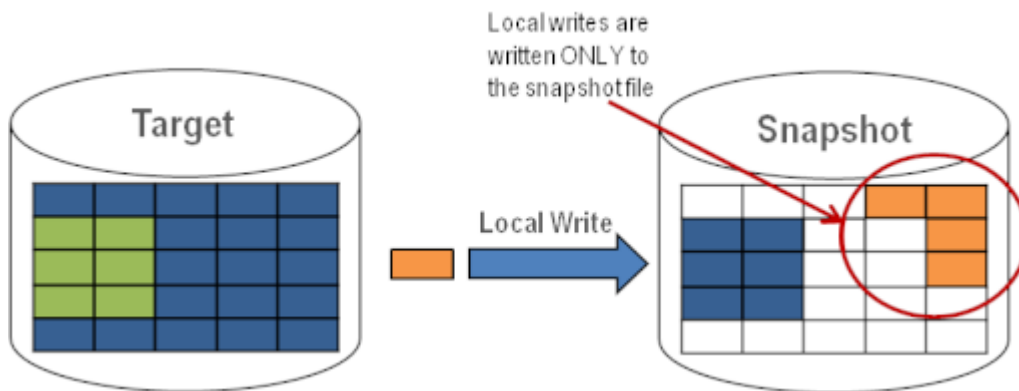 Local writes are
written ONLY to
the snapshot file
Target
Snapshot
Local Write